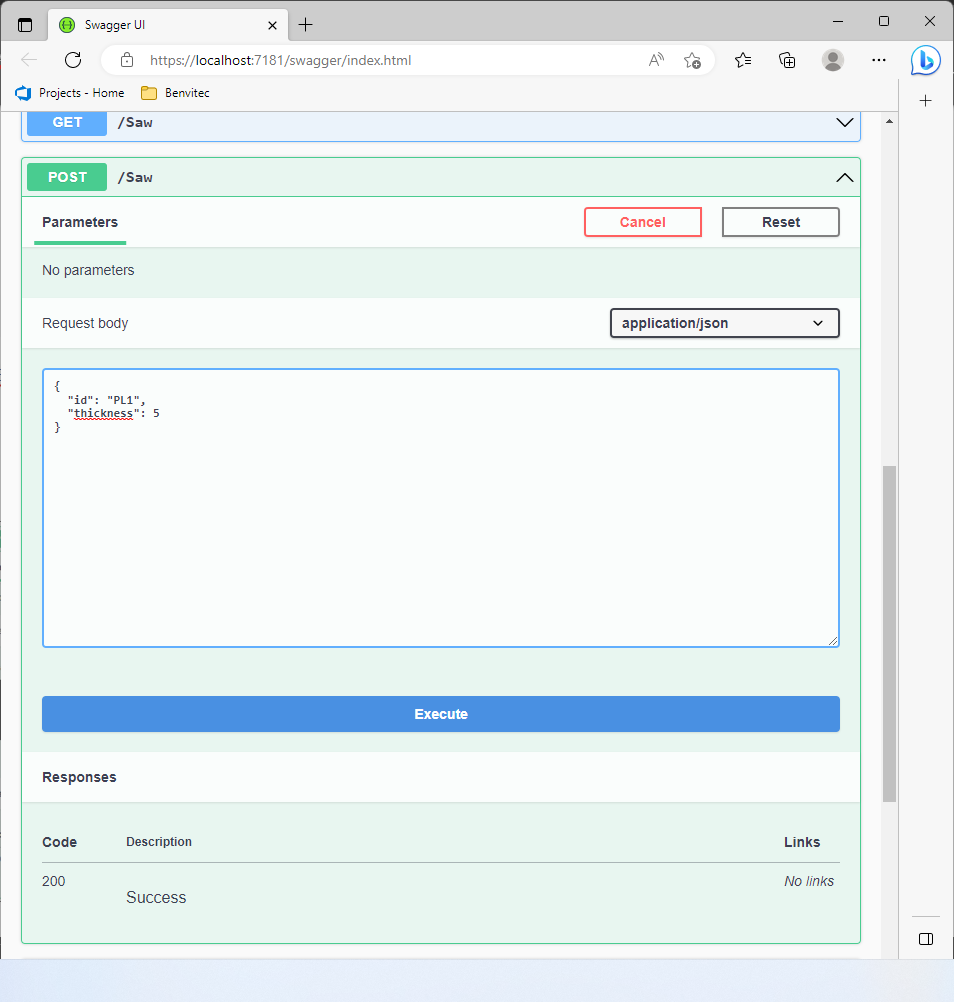 Swagger UI
https://localhost:7181/swagger/index.html
Projects - Home
Benvitec
GET /Saw
POST /Saw
Parameters
Cancel
Reset
No parameters
Request body
application/json
{
"id": "PL1",
"thickness": 5
}
Execute
Responses
Code Description Links
200 Success No links